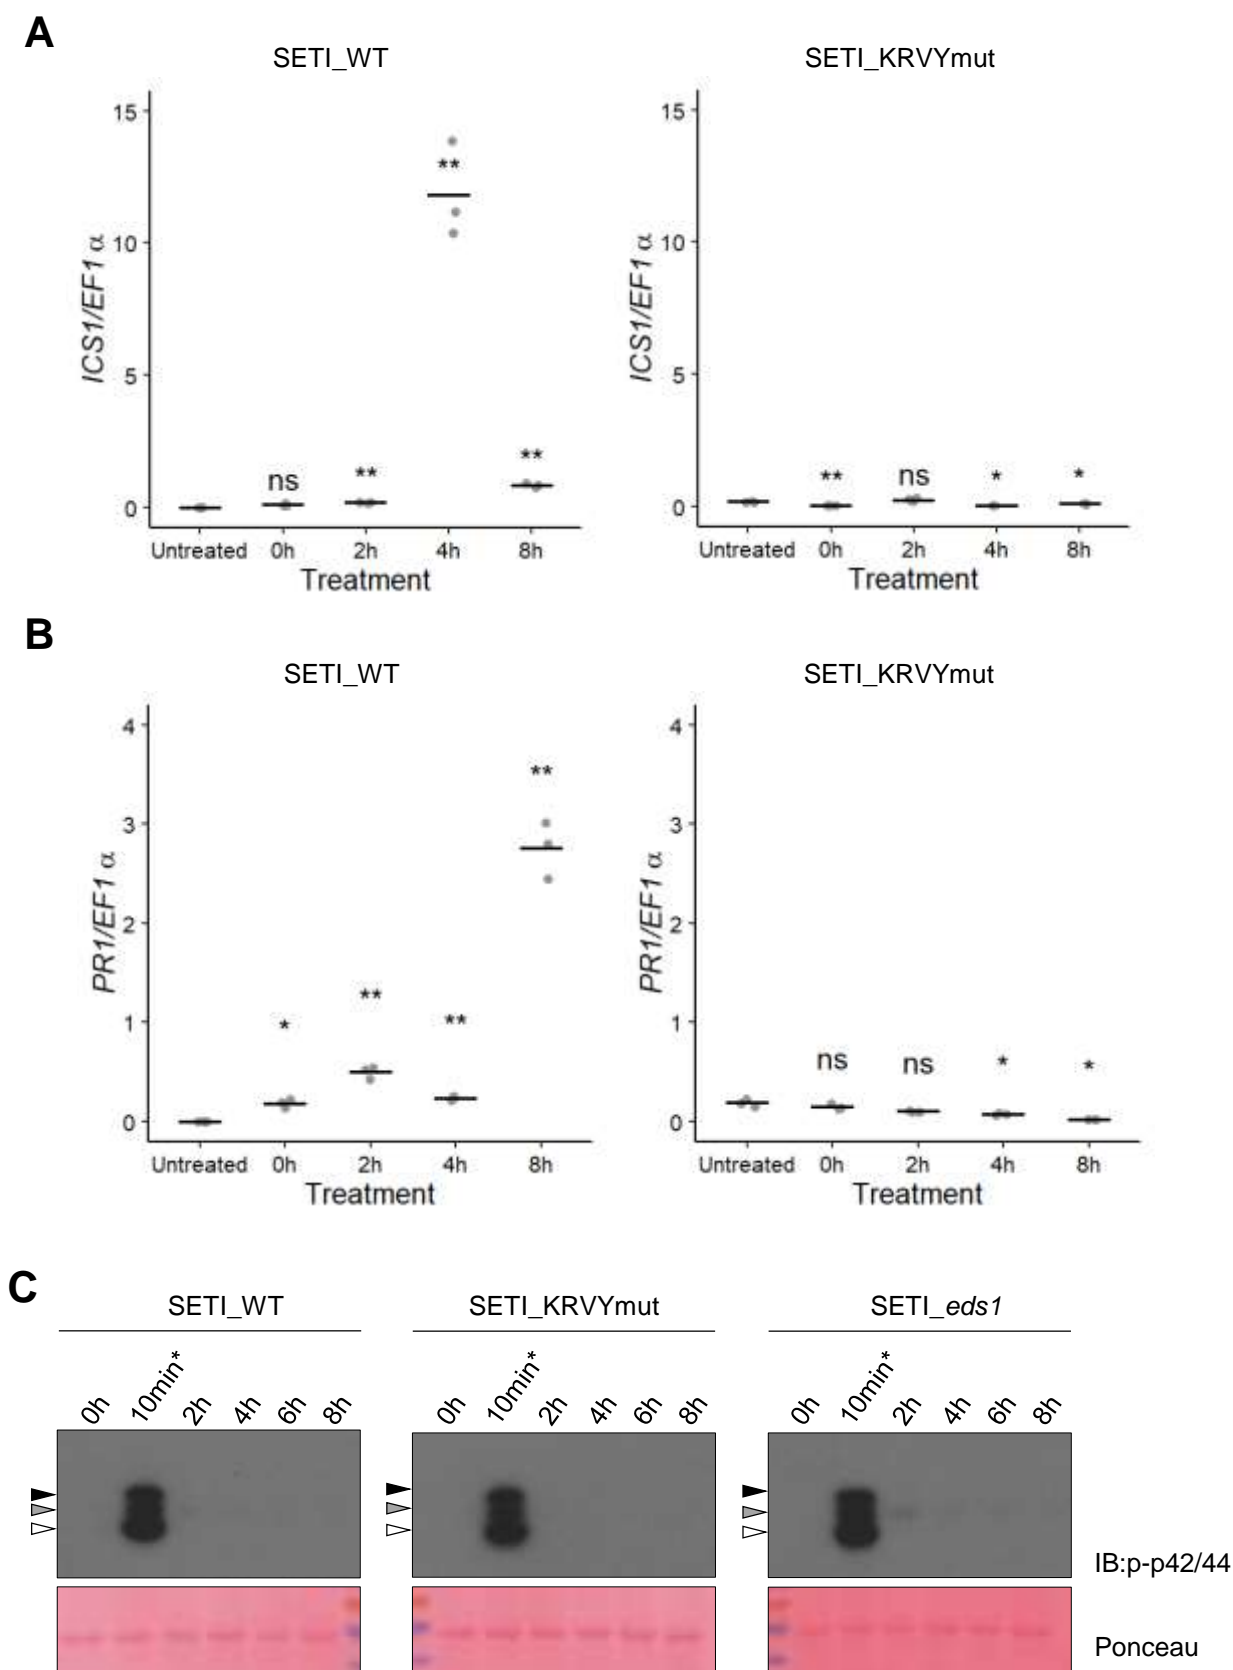 A
SETI_WT
SETI_KRVYmut
15
10
5
0
ICS1/EF1 α
ns
**
**
**
Untreated 0h 2h 4h 8h
Treatment
15
10
5
0
ICS1/EF1 α
**
ns
*
*
Untreated 0h 2h 4h 8h
Treatment
B
SETI_WT
SETI_KRVYmut
4
3
2
1
0
PR1/EF1 α
*
**
**
**
Untreated 0h 2h 4h 8h
Treatment
4
3
2
1
0
PR1/EF1 α
ns
ns
*
*
Untreated 0h 2h 4h 8h
Treatment
C
SETI_WT
SETI_KRVYmut
SETI_eds1
0h 10min* 2h 4h 6h 8h
0h 10min* 2h 4h 6h 8h
0h 10min* 2h 4h 6h 8h
IB:p-p42/44
Ponceau